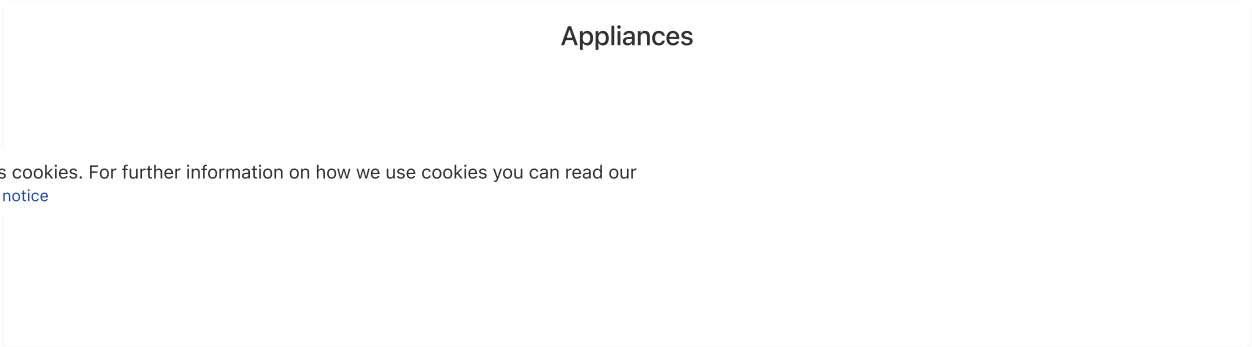 Appliances
s cookies. For further information on how we use cookies you can read our
notice